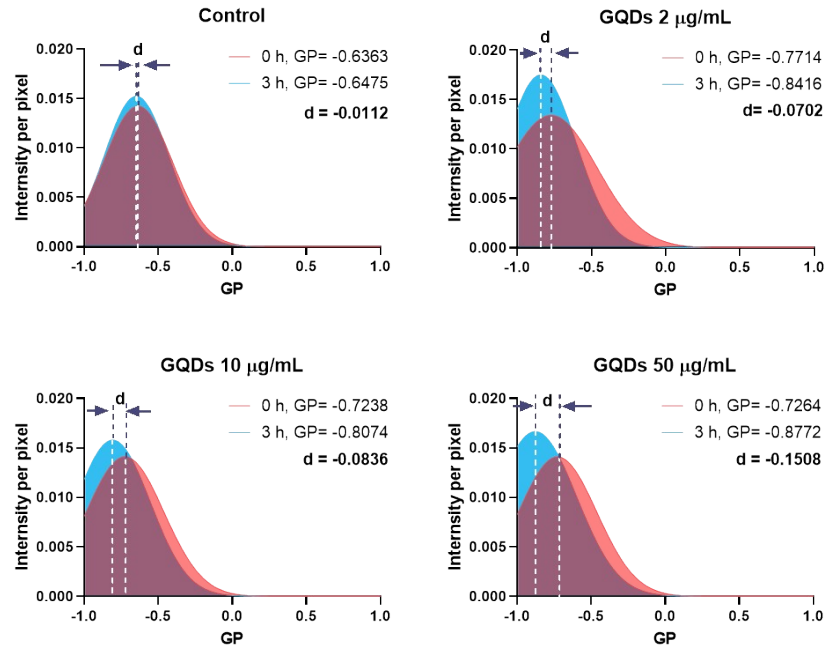 Control
d
0 h, GP= -0.6363
3 h, GP= -0.6475
d = -0.0112
Internsity per pixel
0.020
0.015
0.010
0.005
0.000
-1.0 -0.5 0.0 0.5 1.0
GP
GQDs 2 μg/mL
d
0 h, GP= -0.7714
3 h, GP= -0.8416
d= -0.0702
Internsity per pixel
0.020
0.015
0.010
0.005
0.000
-1.0 -0.5 0.0 0.5 1.0
GP
GQDs 10 μg/mL
d
0 h, GP= -0.7238
3 h, GP= -0.8074
d = -0.0836
Internsity per pixel
0.020
0.015
0.010
0.005
0.000
-1.0 -0.5 0.0 0.5 1.0
GP
GQDs 50 μg/mL
d
0 h, GP= -0.7264
3 h, GP= -0.8772
d = -0.1508
Internsity per pixel
0.020
0.015
0.010
0.005
0.000
-1.0 -0.5 0.0 0.5 1.0
GP